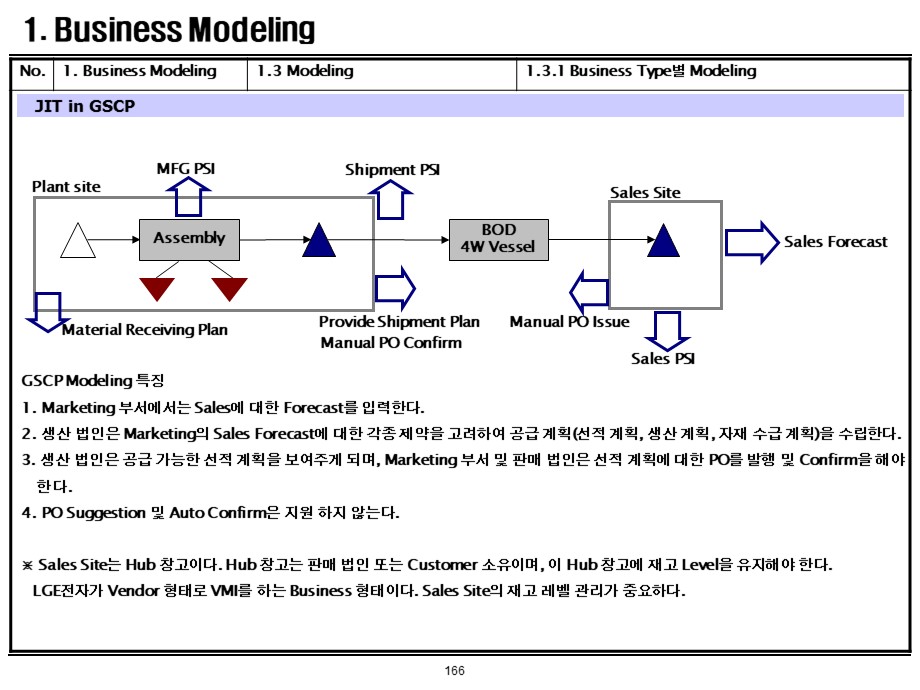 1. Business Modeling
No. 1. Business Modeling 1.3 Modeling 1.3.1 Business Type별 Modeling
JIT in GSCP
MFG PSI
Shipment PSI
Plant site
Sales Site
Assembly
BOD
4W Vessel
Sales Forecast
Material Receiving Plan
Provide Shipment Plan
Manual PO Confirm
Manual PO Issue
Sales PSI
GSCP Modeling 특징
1. Marketing 부서에서는 Sales에 대한 Forecast를 입력한다.
2. 생산 법인은 Marketing의 Sales Forecast에 대한 각종 제약을 고려하여 공급 계획(선적 계획, 생산 계획, 자재 수급 계획)을 수립한다.
3. 생산 법인은 공급 가능한 선적 계획을 보여주게 되며, Marketing 부서 및 판매 법인은 선적 계획에 대한 PO를 발행 및 Confirm을 해야
한다.
4. PO Suggestion 및 Auto Confirm은 지원 하지 않는다.
※ Sales Site는 Hub 창고이다. Hub 창고는 판매 법인 또는 Customer 소유이며, 이 Hub 창고에 재고 Level을 유지해야 한다.
LGE전자가 Vendor 형태로 VMI를 하는 Business 형태이다. Sales Site의 재고 레벨 관리가 중요하다.
166